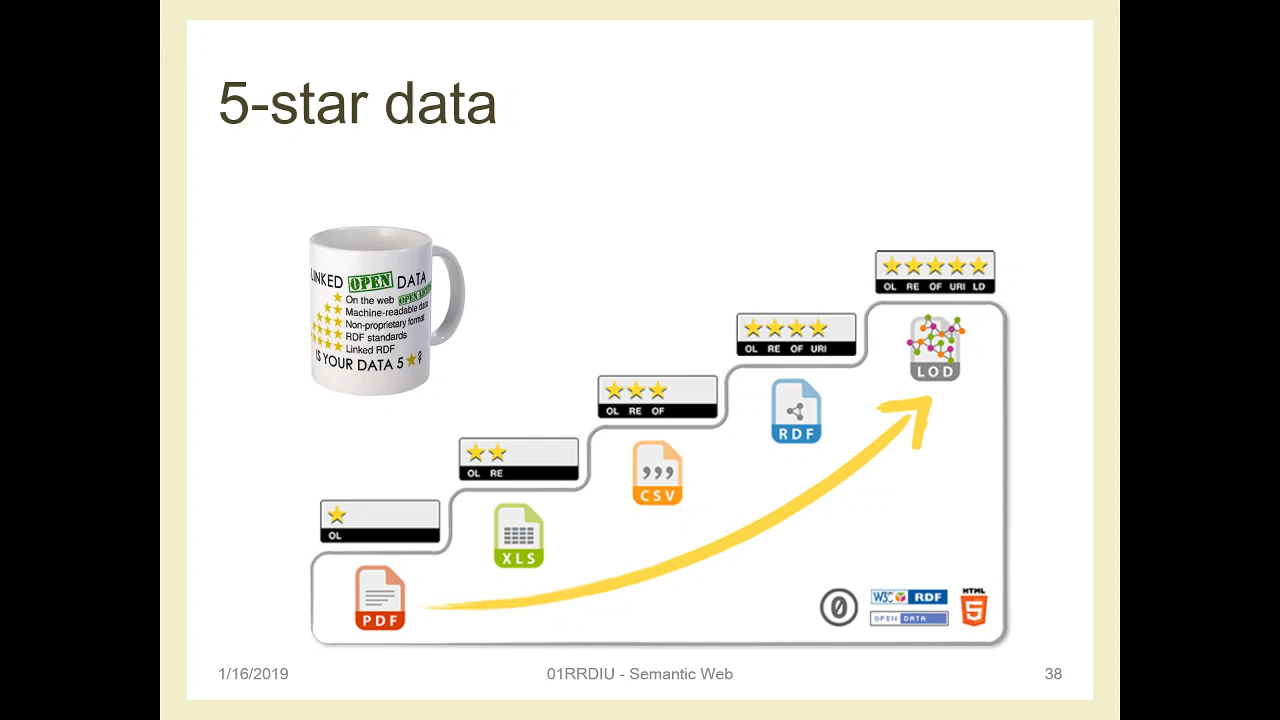 5-star data
LINKED OPEN DATA
On the web OPEN
Machine-readable data
Non-proprietary format
RDF standards
Linked RDF
IS YOUR DATA 5 ?
OL RE OF URI LD
LOD
OL RE OF URI
RDF
OL RE OF
CSV
OL RE
XLS
OL
PDF
0
W3C RDF
OPEN DATA
HTML
5
1/16/2019
01RRDIU - Semantic Web
38